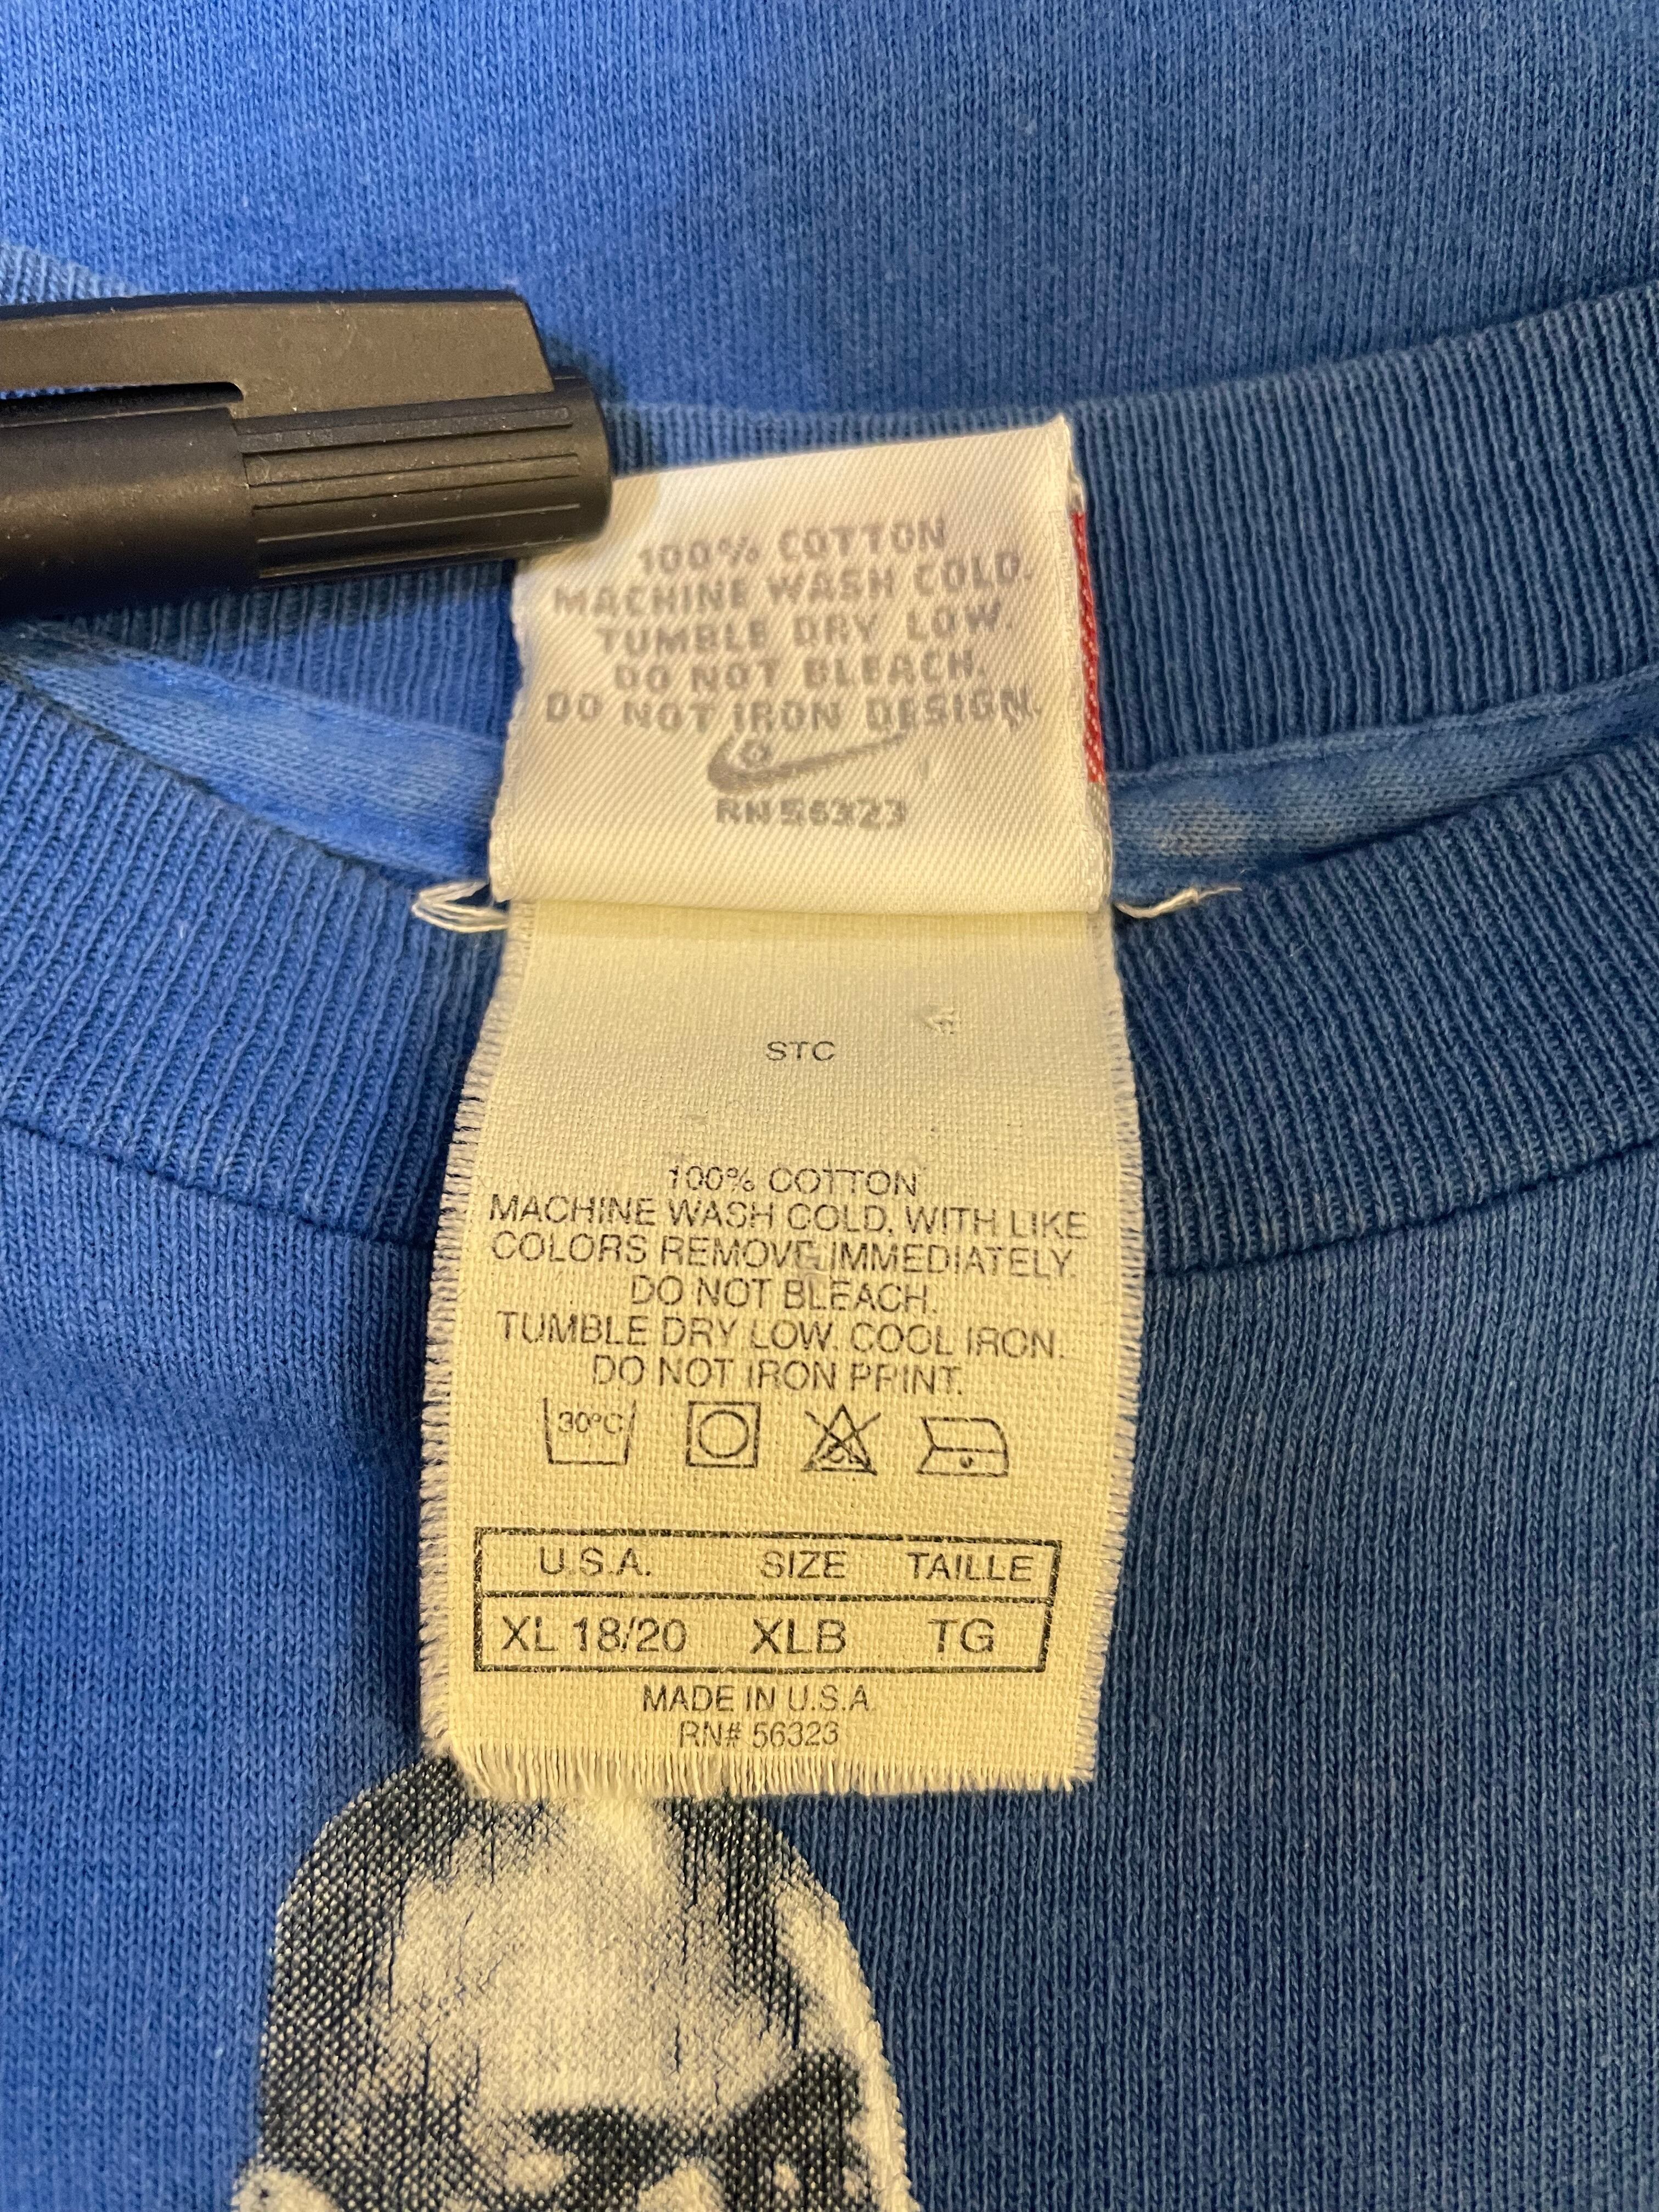 100% COTTON
MACHINE WASH COLD.
TUMBLE DRY LOW.
DO NOT BLEACH.
DO NOT IRON DESIGN.
RN 56323
STC
100% COTTON
MACHINE WASH COLD, WITH LIKE
COLORS REMOVE IMMEDIATELY.
DO NOT BLEACH.
TUMBLE DRY LOW. COOL IRON.
DO NOT IRON PRINT.
30°C CL
U.S.A. SIZE TAILLE
XL 18/20 XLB TG
MADE IN U.S.A.
RN# 56323